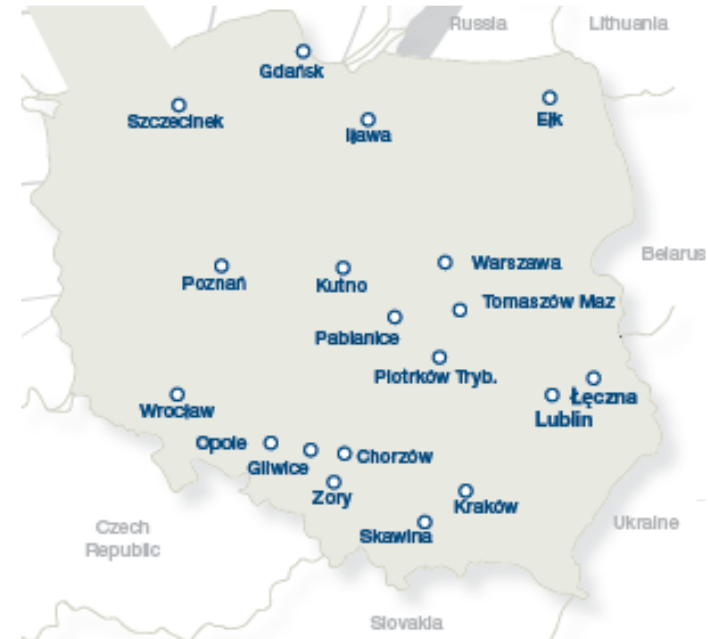 Russia
Lithuania
Gdańsk
Szczecinek
Iława
Ełk
Belarus
Warszawa
Poznań
Kutno
Tomaszów Maz
Pabianice
Piotrków Tryb.
Łęczna
Wrocław
Lublin
Opole
Chorzów
Gliwice
Zory
Kraków
Skawina
Ukraine
Czech
Republic
Slovakia